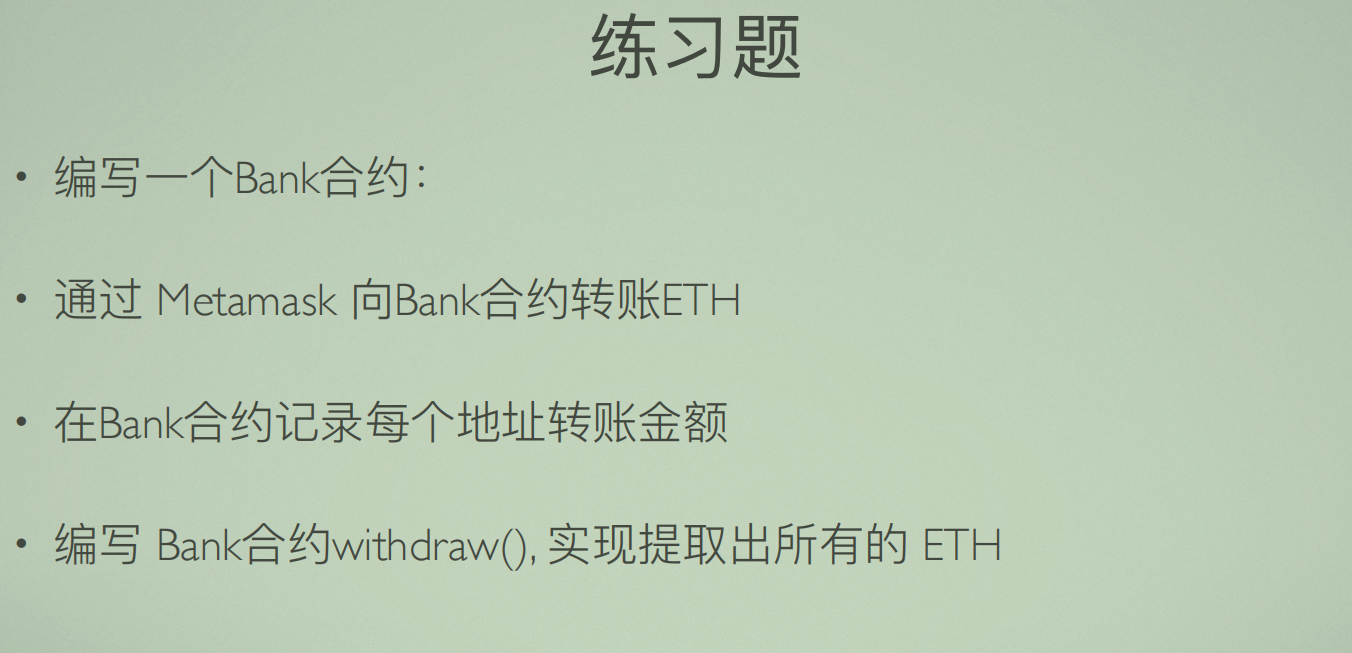 练习题
• 编写一个Bank合约：
• 通过 Metamask 向Bank合约转账ETH
• 在Bank合约记录每个地址转账金额
• 编写 Bank合约withdraw(), 实现提取出所有的 ETH